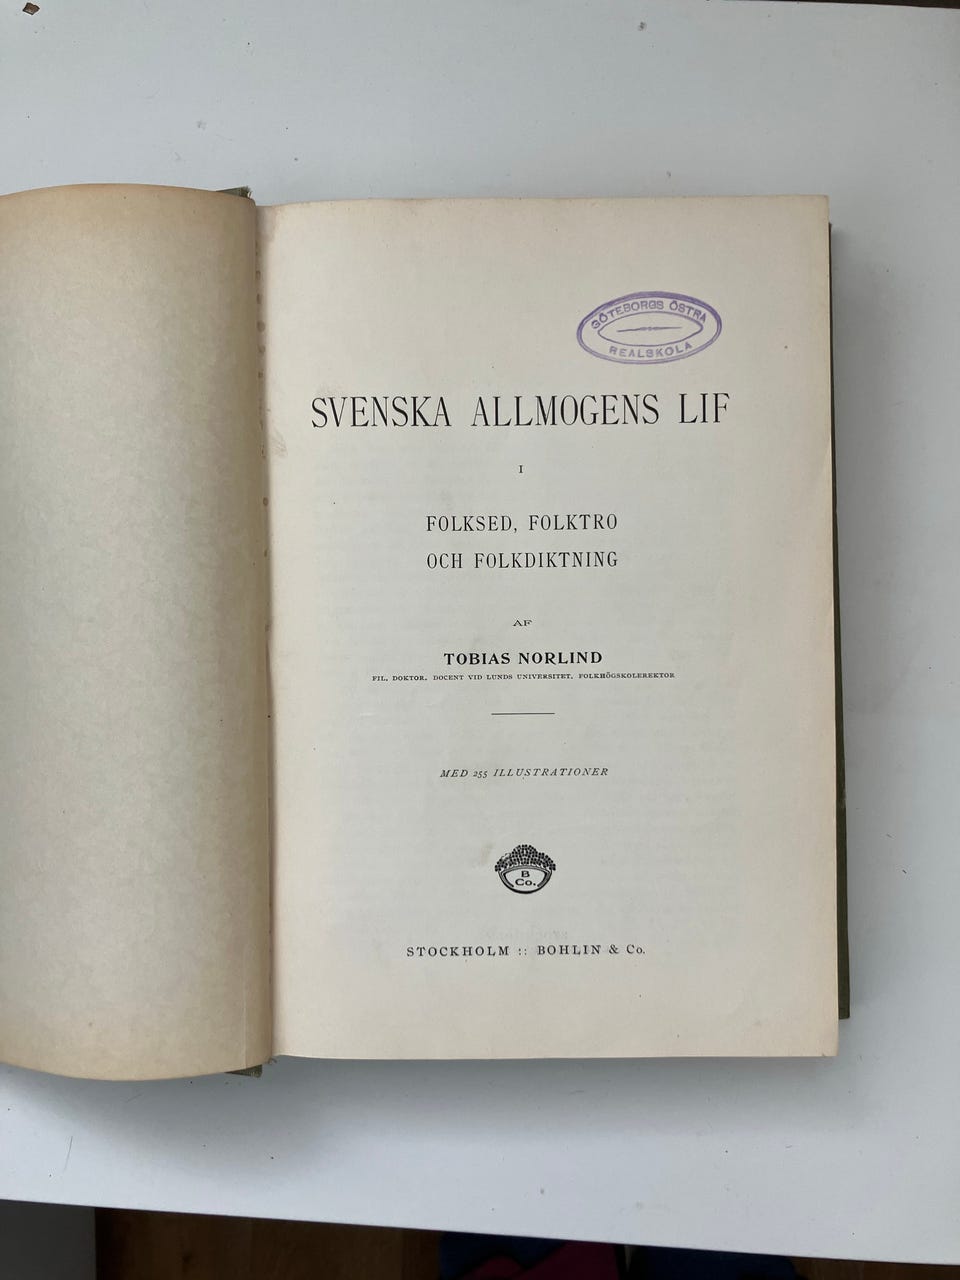 GÖTEBORGS ÖSTRA
REALSKOLA
SVENSKA ALLMOGENS LIF
I
FOLKSED, FOLKTRO
OCH FOLKDIKTNING
AF
TOBIAS NORLIND
FIL. DOKTOR. DOCENT VID LUNDS UNIVERSITET. FOLKHÖGSKOLEREKTOR
MED 255 ILLUSTRATIONER
B
Co.
STOCKHOLM :: BOHLIN & Co.